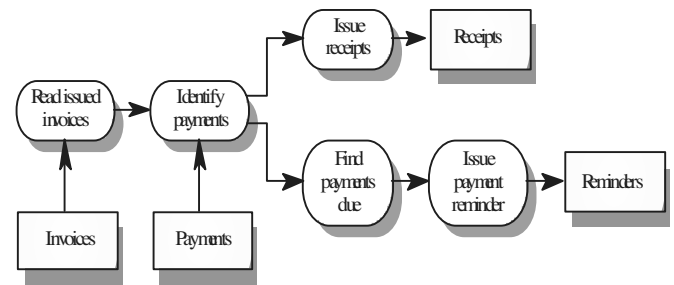 Issue
receipts
Receipts
Read issued
invoices
Identify
payments
Find
payments
due
Issue
payment
reminder
Reminders
Invoices
Payments